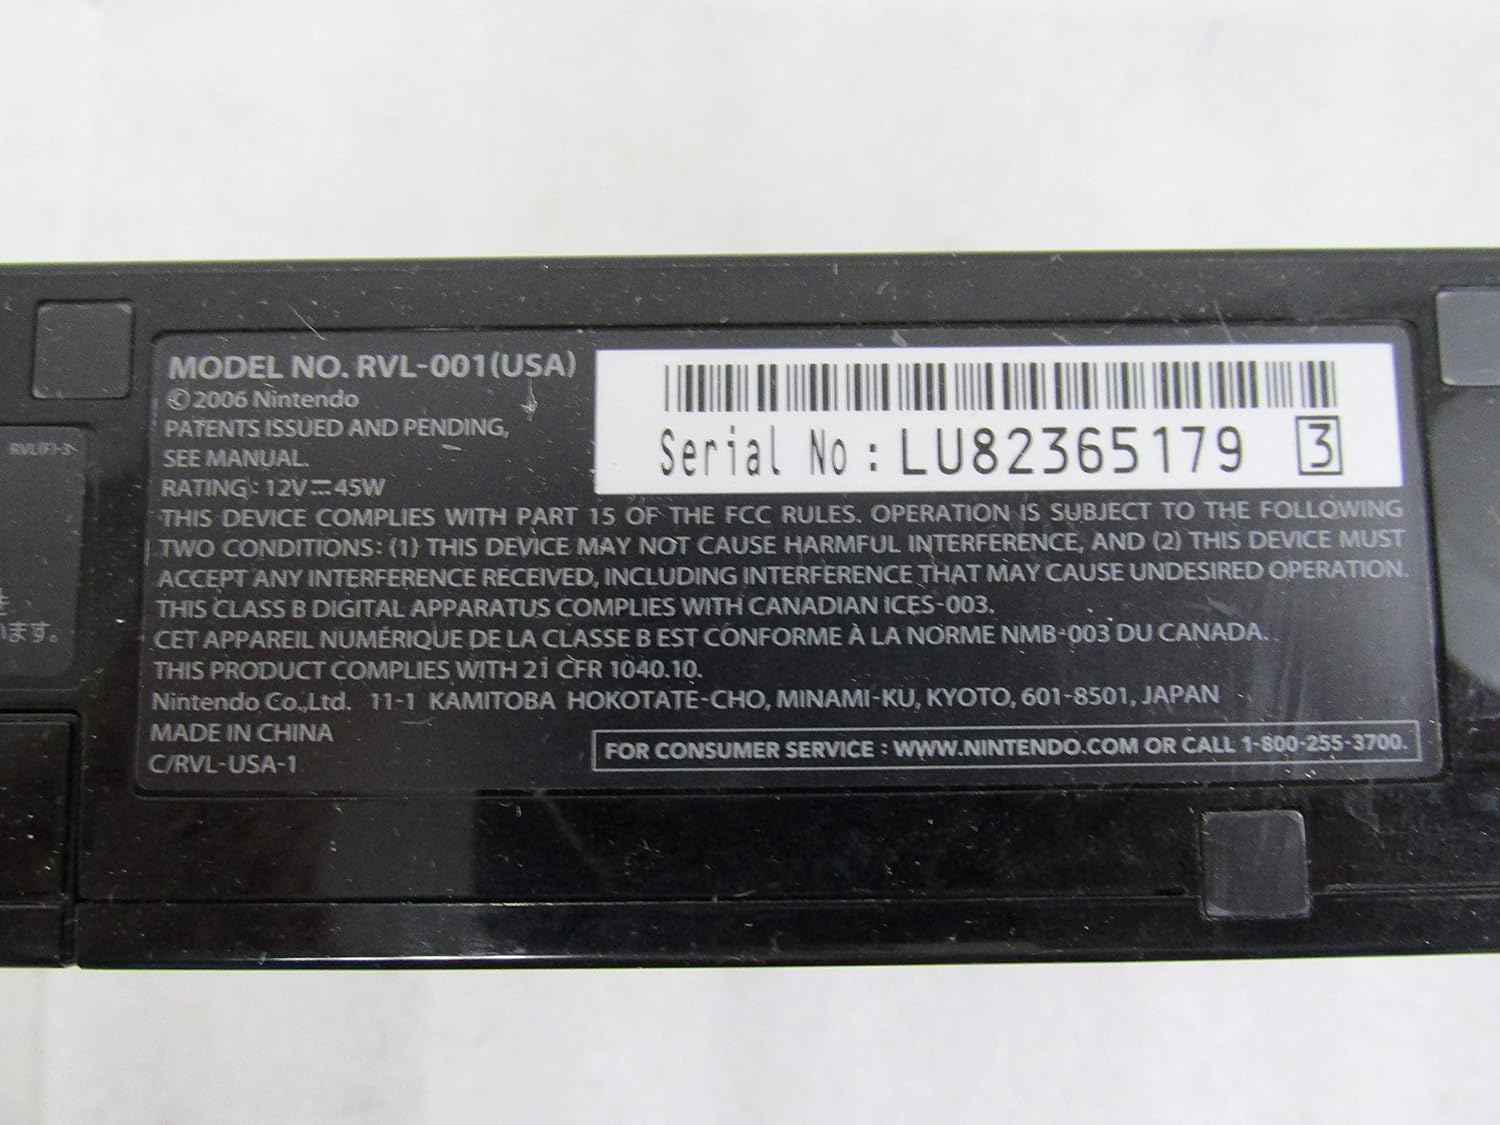 MODEL NO. RVL-001(USA)
©2006 Nintendo
PATENTS ISSUED AND PENDING,
SEE MANUAL.
RATING: 12V⎓45W
Serial No:LU82365179 3
THIS DEVICE COMPLIES WITH PART 15 OF THE FCC RULES. OPERATION IS SUBJECT TO THE FOLLOWING
TWO CONDITIONS: (1) THIS DEVICE MAY NOT CAUSE HARMFUL INTERFERENCE, AND (2) THIS DEVICE MUST
ACCEPT ANY INTERFERENCE RECEIVED, INCLUDING INTERFERENCE THAT MAY CAUSE UNDESIRED OPERATION.
THIS CLASS B DIGITAL APPARATUS COMPLIES WITH CANADIAN ICES-003.
CET APPAREIL NUMÉRIQUE DE LA CLASSE B EST CONFORME À LA NORME NMB-003 DU CANADA.
THIS PRODUCT COMPLIES WITH 21 CFR 1040.10.
Nintendo Co.,Ltd. 11-1 KAMITOBA HOKOTATE-CHO, MINAMI-KU, KYOTO, 601-8501, JAPAN
MADE IN CHINA
C/RVL-USA-1
FOR CONSUMER SERVICE : WWW.NINTENDO.COM OR CALL 1-800-255-3700.
RVL(F)-3-
を
います。